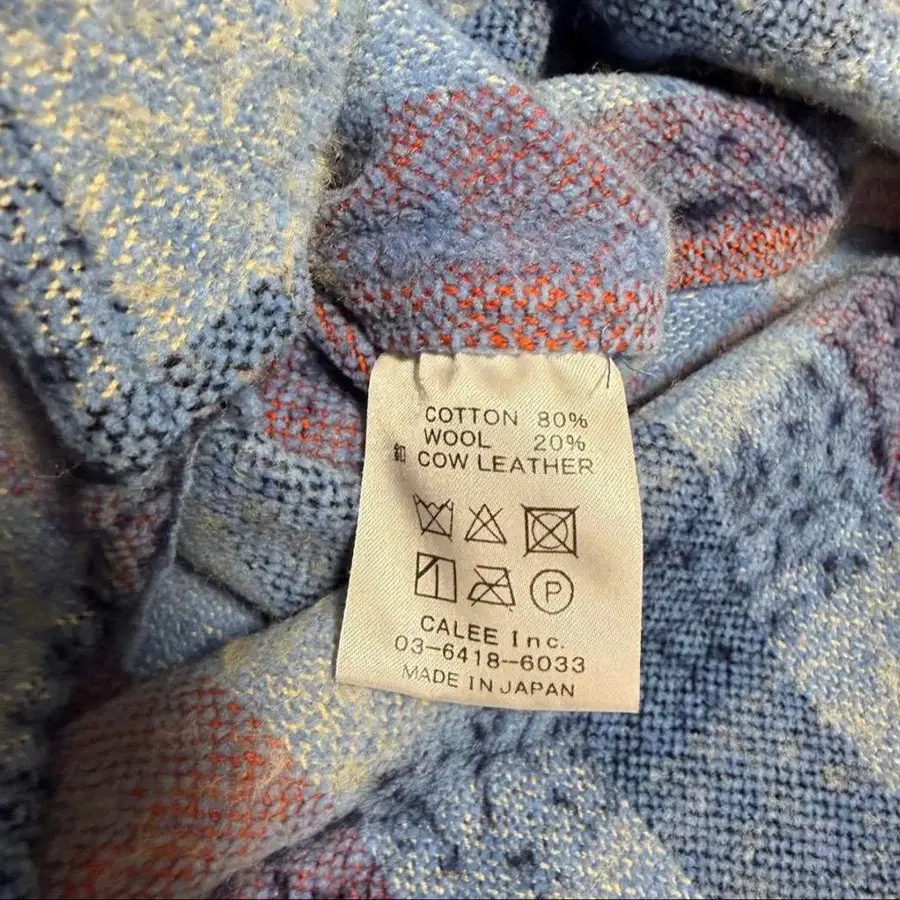 COTTON 80%
WOOL 20%
釦 COW LEATHER
P
CALEE Inc.
03-6418-6033
MADE IN JAPAN